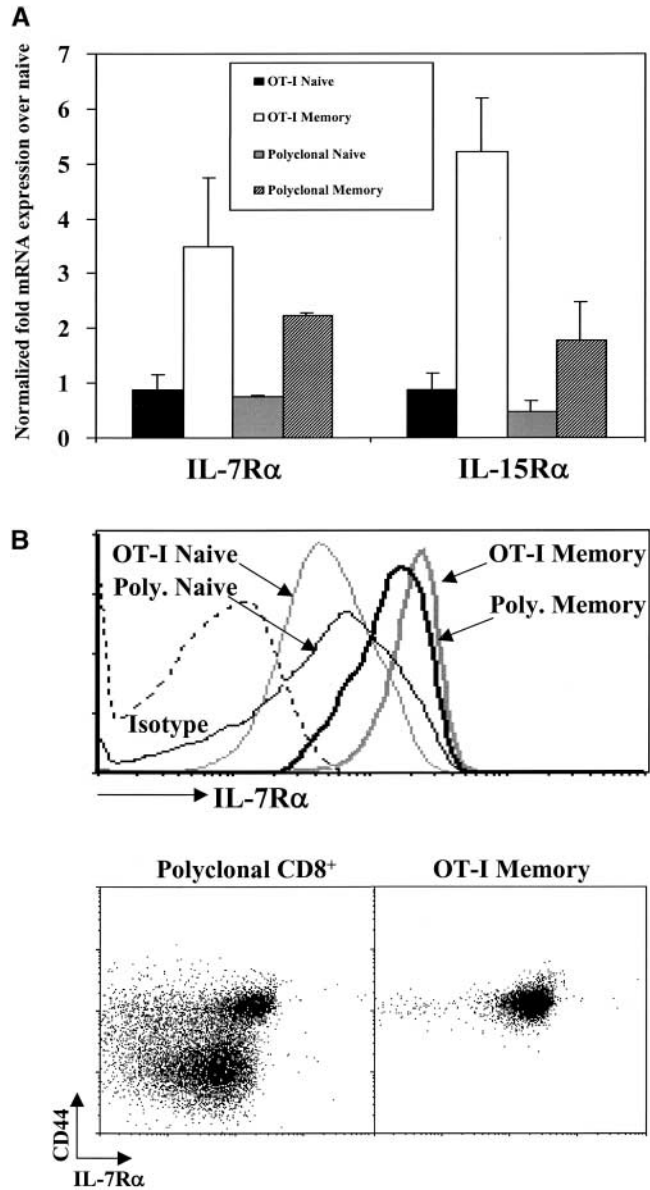 A
Normalized fold mRNA expression over naive
7
6
5
4
3
2
1
0
OT-I Naive
OT-I Memory
Polyclonal Naive
Polyclonal Memory
IL-7Rα
IL-15Rα
B
OT-I Naive
Poly. Naive
OT-I Memory
Poly. Memory
Isotype
IL-7Rα
Polyclonal CD8⁺
OT-I Memory
CD44
IL-7Rα